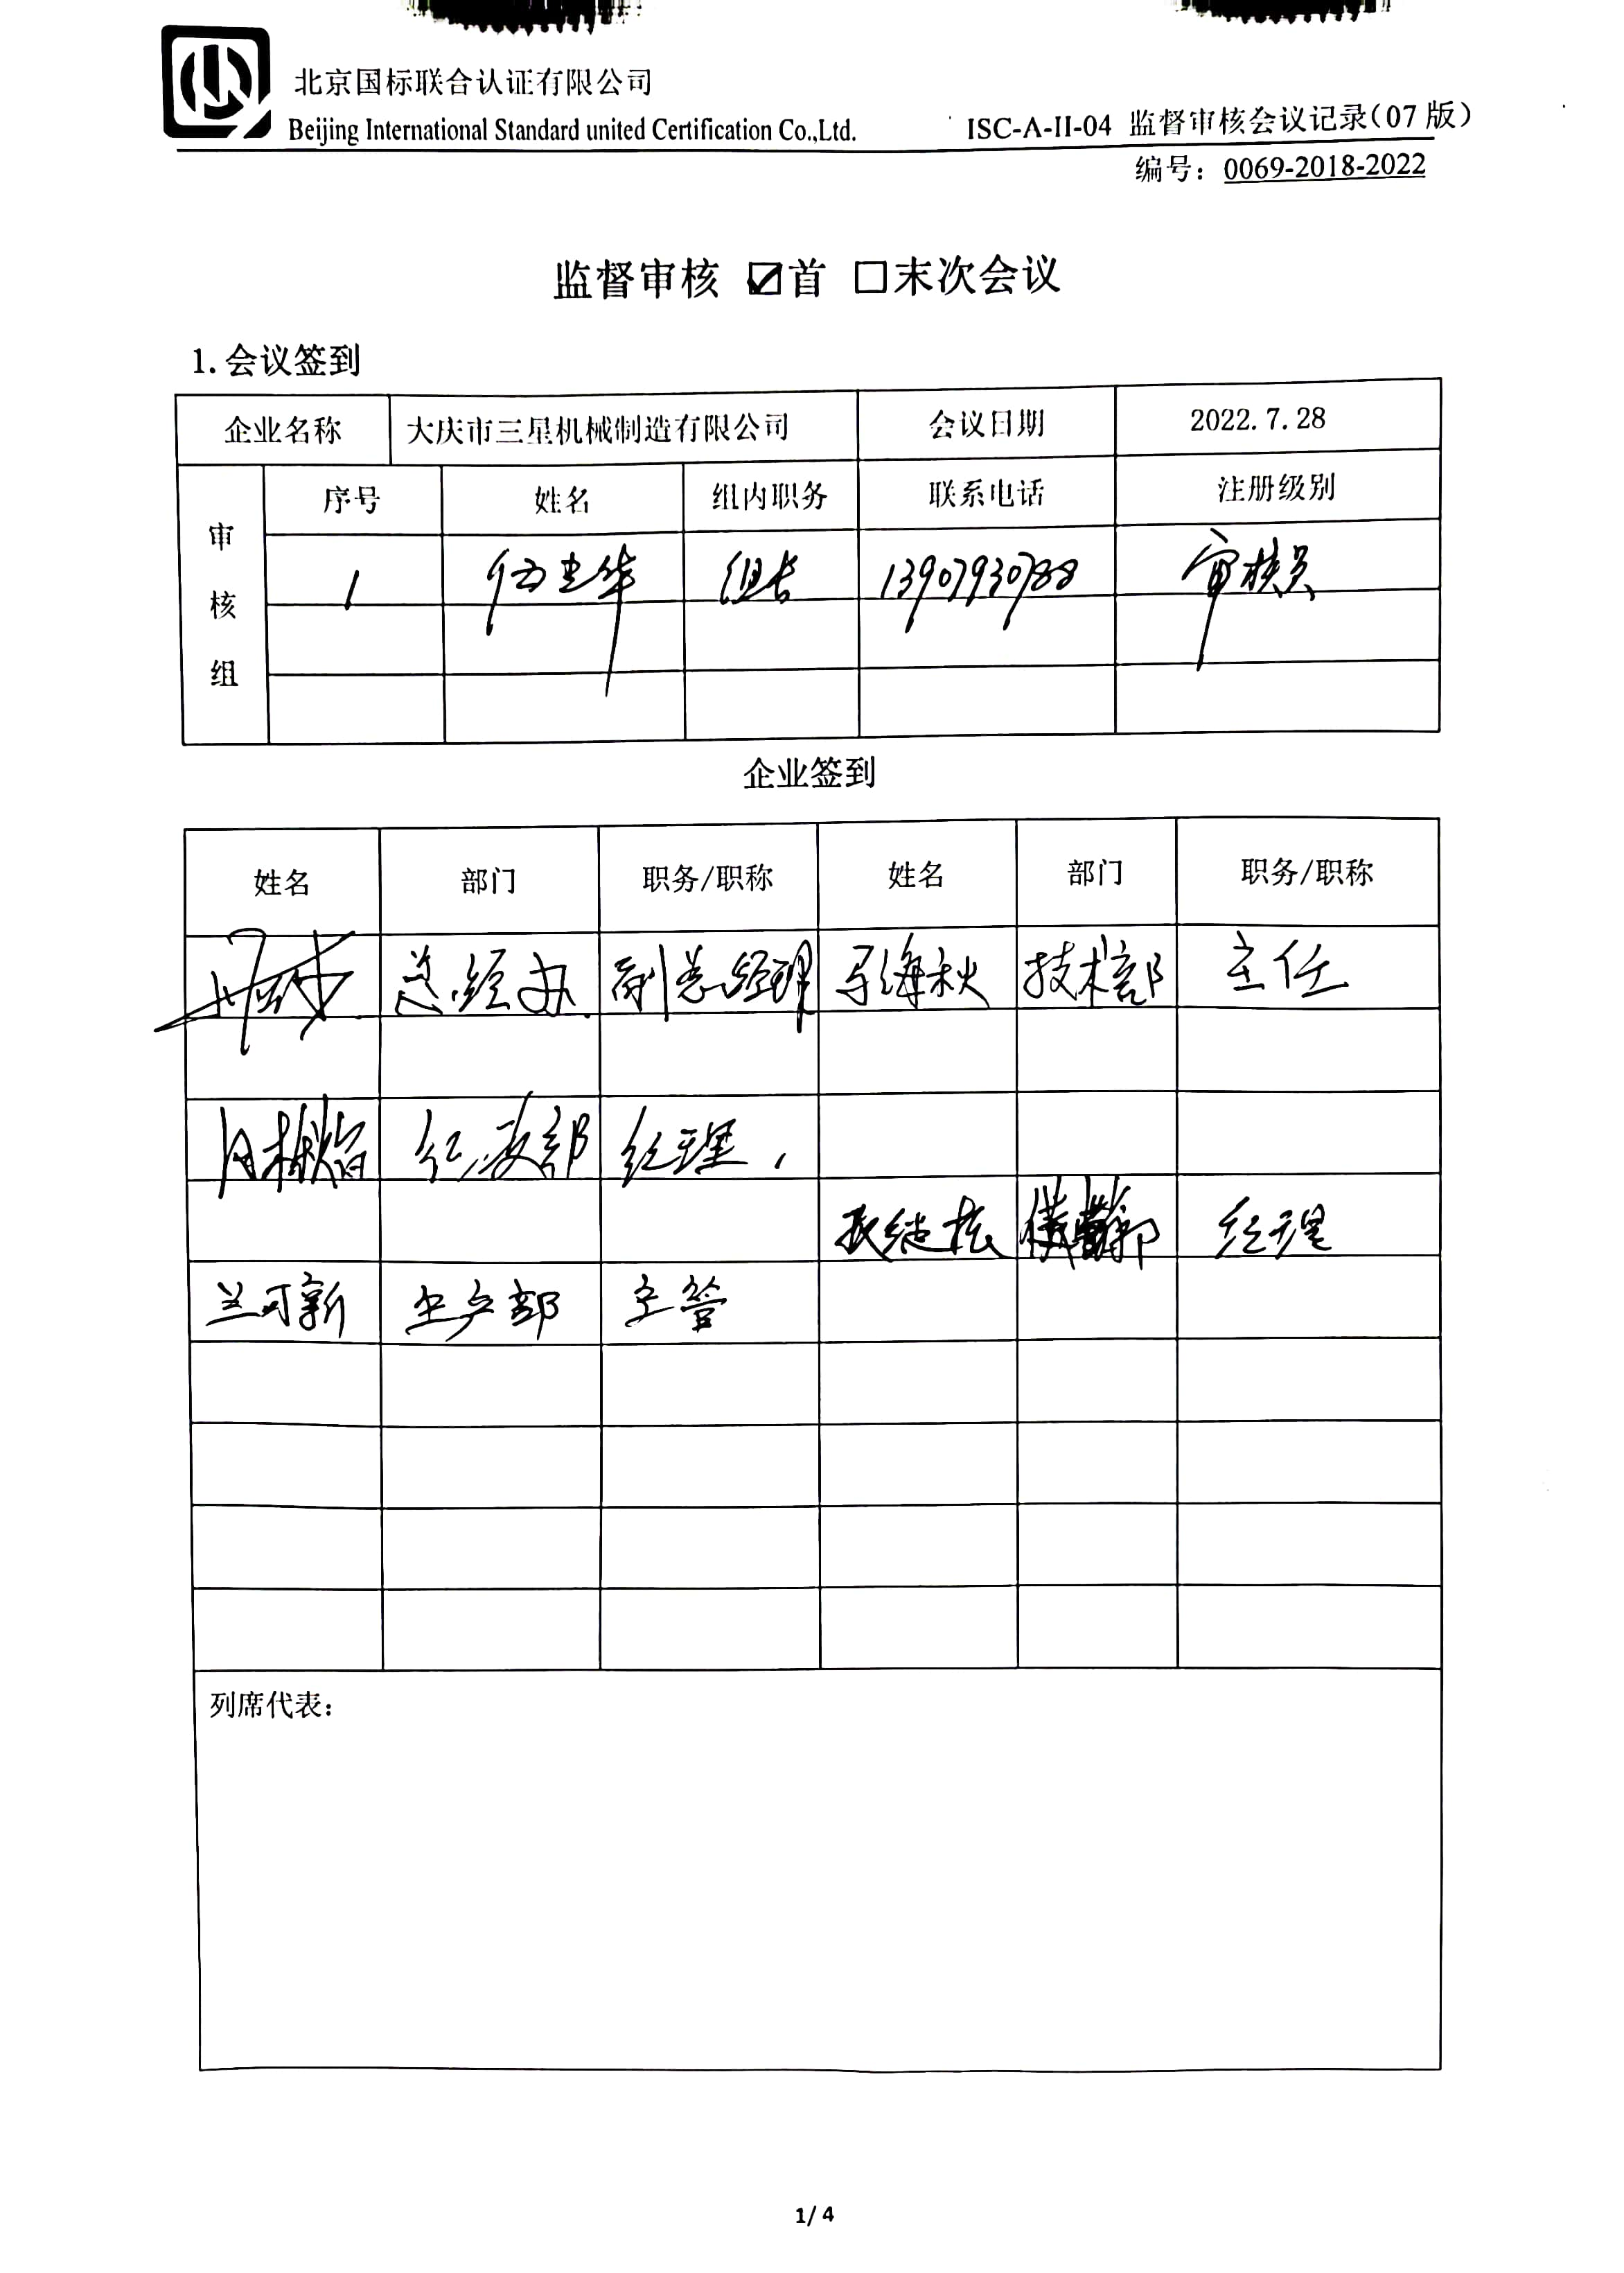 北京国标联合认证有限公司
Beijing International Standard united Certification Co.,Ltd.
ISC-A-II-04 监督审核会议记录(07版)
编号：0069-2018-2022
监督审核 ☑首 □末次会议
1.会议签到
企业名称 大庆市三星机械制造有限公司 会议日期 2022.7.28
审核组 序号 姓名 组内职务 联系电话 注册级别
1 伍建华 组长 13907930788 审核员
企业签到
姓名 部门 职务/职称 姓名 部门 职务/职称
总经办 副总经理 海秋 技术部 主任
部 经理
继 部 经理
兰可新 生产部 主管
列席代表：
1/4